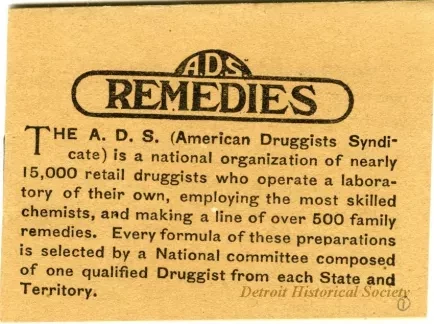 A.D.S.
REMEDIES
THE A. D. S. (American Druggists Syndi-
cate) is a national organization of nearly
15,000 retail druggists who operate a labora-
tory of their own, employing the most skilled
chemists, and making a line of over 500 family
remedies. Every formula of these preparations
is selected by a National committee composed
of one qualified Druggist from each State and
Territory.
Detroit Historical Society
1